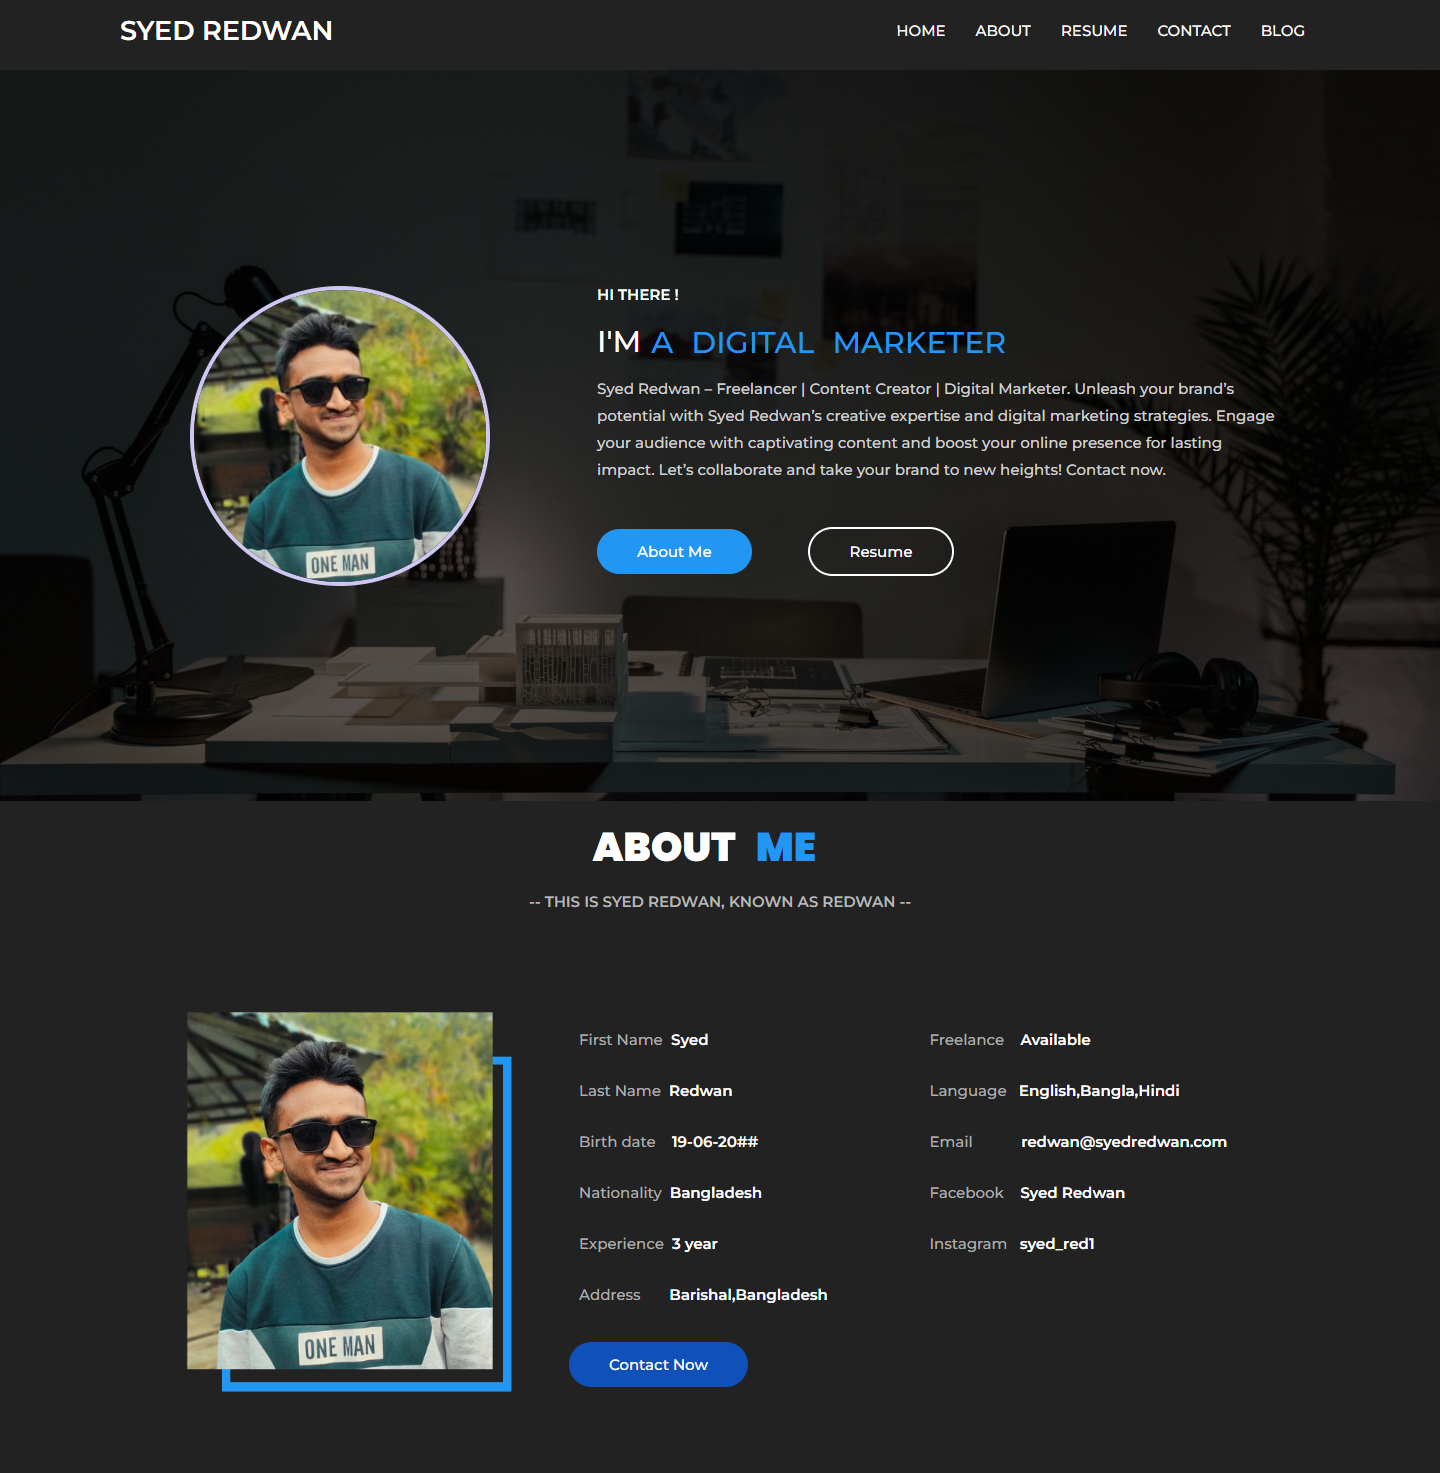 SYED REDWAN
HOME ABOUT RESUME CONTACT BLOG
HI THERE !
I'M A DIGITAL MARKETER
Syed Redwan – Freelancer | Content Creator | Digital Marketer. Unleash your brand’s
potential with Syed Redwan’s creative expertise and digital marketing strategies. Engage
your audience with captivating content and boost your online presence for lasting
impact. Let’s collaborate and take your brand to new heights! Contact now.
About Me Resume
ONE MAN
ABOUT ME
-- THIS IS SYED REDWAN, KNOWN AS REDWAN --
First Name Syed
Last Name Redwan
Birth date 19-06-20##
Nationality Bangladesh
Experience 3 year
Address Barishal,Bangladesh
Freelance Available
Language English,Bangla,Hindi
Email redwan@syedredwan.com
Facebook Syed Redwan
Instagram syed_red1
ONE MAN
Contact Now